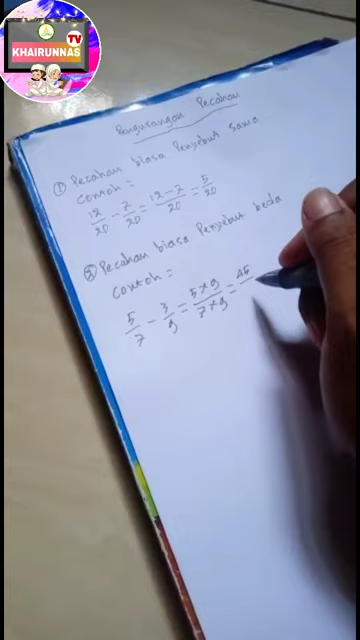 KHAIRUNNAS TV
Pengurangan Pecahan
① Pecahan biasa Penyebut sama
Contoh =
12/20 - 7/20 = 12-7/20 = 5/20
② Pecahan biasa Penyebut beda
Contoh =
5/7 - 3/9 = 5×9/7×9 = 45